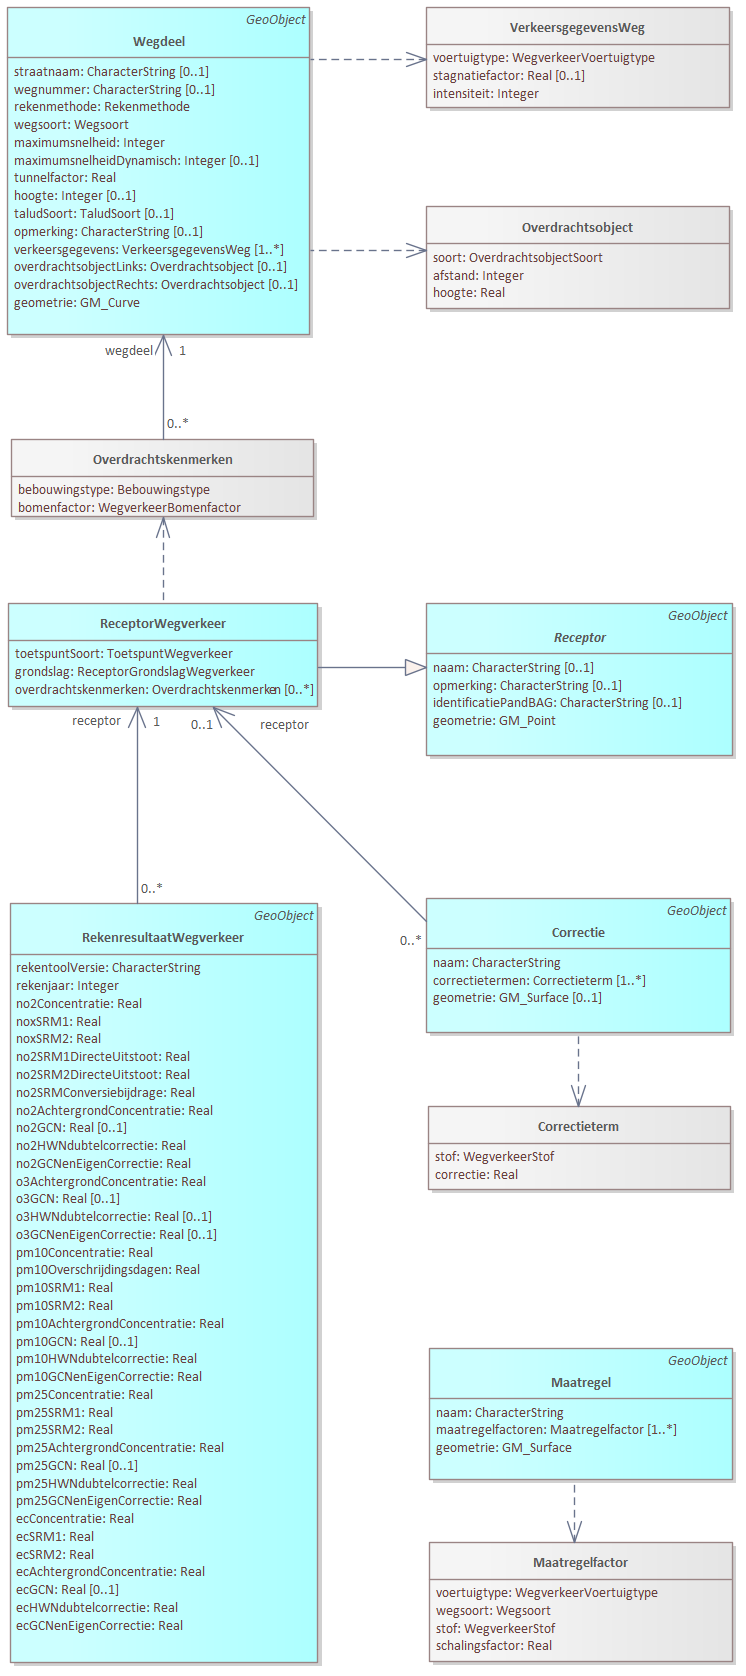 GeoObject
Wegdeel
straatnaam: CharacterString [0..1]
wegnummer: CharacterString [0..1]
rekenmethode: Rekenmethode
wegsoort: Wegsoort
maximumsnelheid: Integer
maximumsnelheidDynamisch: Integer [0..1]
tunnelfactor: Real
hoogte: Integer [0..1]
taludSoort: TaludSoort [0..1]
opmerking: CharacterString [0..1]
verkeersgegevens: VerkeersgegevensWeg [1..*]
overdrachtsobjectLinks: Overdrachtsobject [0..1]
overdrachtsobjectRechts: Overdrachtsobject [0..1]
geometrie: GM_Curve
VerkeersgegevensWeg
voertuigtype: WegverkeerVoertuigtype
stagnatiefactor: Real [0..1]
intensiteit: Integer
Overdrachtsobject
soort: OverdrachtsobjectSoort
afstand: Integer
hoogte: Real
wegdeel 1
0..*
Overdrachtskenmerken
bebouwingstype: Bebouwingstype
bomenfactor: WegverkeerBomenfactor
ReceptorWegverkeer
toetspuntSoort: ToetspuntWegverkeer
grondslag: ReceptorGrondslagWegverkeer
overdrachtskenmerken: Overdrachtskenmerken [0..*]
GeoObject
Receptor
naam: CharacterString [0..1]
opmerking: CharacterString [0..1]
identificatiePandBAG: CharacterString [0..1]
geometrie: GM_Point
receptor 1
0..1 receptor
0..*
0..*
GeoObject
RekenresultaatWegverkeer
rekentoolVersie: CharacterString
rekenjaar: Integer
no2Concentratie: Real
noxSRM1: Real
noxSRM2: Real
no2SRM1DirecteUitstoot: Real
no2SRM2DirecteUitstoot: Real
no2SRMConversiebijdrage: Real
no2AchtergrondConcentratie: Real
no2GCN: Real [0..1]
no2HWNdubtelcorrectie: Real
no2GCNenEigenCorrectie: Real
o3AchtergrondConcentratie: Real
o3GCN: Real [0..1]
o3HWNdubtelcorrectie: Real [0..1]
o3GCNenEigenCorrectie: Real [0..1]
pm10Concentratie: Real
pm10Overschrijdingsdagen: Real
pm10SRM1: Real
pm10SRM2: Real
pm10AchtergrondConcentratie: Real
pm10GCN: Real [0..1]
pm10HWNdubtelcorrectie: Real
pm10GCNenEigenCorrectie: Real
pm25Concentratie: Real
pm25SRM1: Real
pm25SRM2: Real
pm25AchtergrondConcentratie: Real
pm25GCN: Real [0..1]
pm25HWNdubtelcorrectie: Real
pm25GCNenEigenCorrectie: Real
ecConcentratie: Real
ecSRM1: Real
ecSRM2: Real
ecAchtergrondConcentratie: Real
ecGCN: Real [0..1]
ecHWNdubtelcorrectie: Real
ecGCNenEigenCorrectie: Real
GeoObject
Correctie
naam: CharacterString
correctietermen: Correctieterm [1..*]
geometrie: GM_Surface [0..1]
Correctieterm
stof: WegverkeerStof
correctie: Real
GeoObject
Maatregel
naam: CharacterString
maatregelfactoren: Maatregelfactor [1..*]
geometrie: GM_Surface
Maatregelfactor
voertuigtype: WegverkeerVoertuigtype
wegsoort: Wegsoort
stof: WegverkeerStof
schalingsfactor: Real